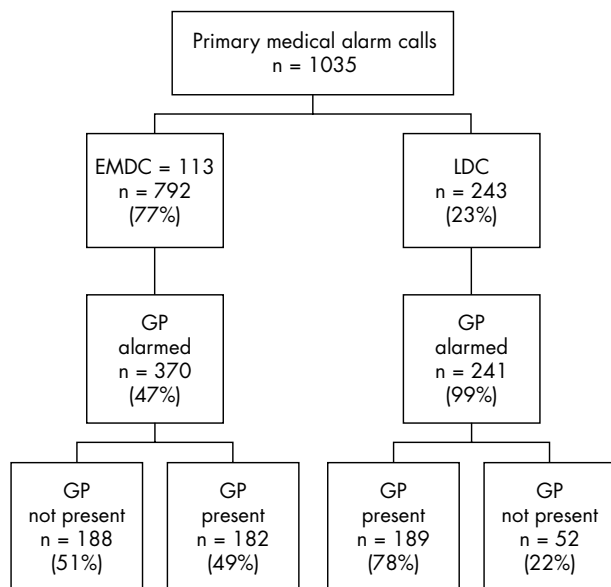 Primary medical alarm calls
n = 1035
EMDC = 113
n = 792
(77%)
LDC
n = 243
(23%)
GP
alarmed
n = 370
(47%)
GP
alarmed
n = 241
(99%)
GP
not present
n = 188
(51%)
GP
present
n = 182
(49%)
GP
present
n = 189
(78%)
GP
not present
n = 52
(22%)